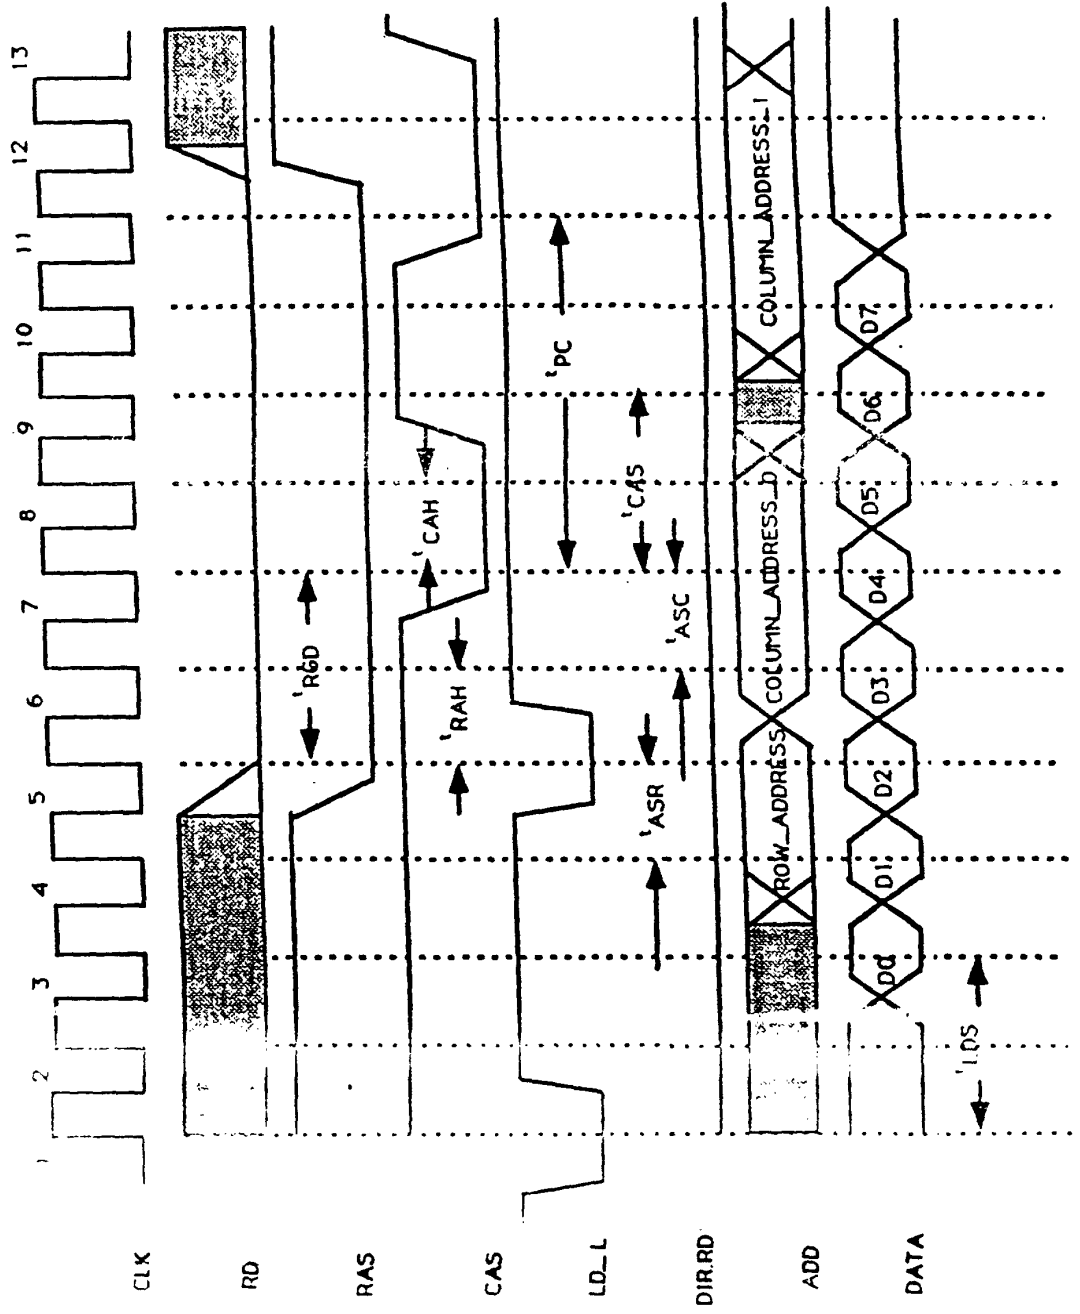 1 2 3 4 5 6 7 8 9 10 11 12 13
CLK
RD
tRGD
RAS
tRAH
tCAH
CAS
tPC
LD_L
tASR
tCAS
tASC
DIR.RD
ROW_ADDRESS COLUMN_ADDRESS_0 COLUMN_ADDRESS_1
ADD
D0 D1 D2 D3 D4 D5 D6 D7
DATA
tLDS